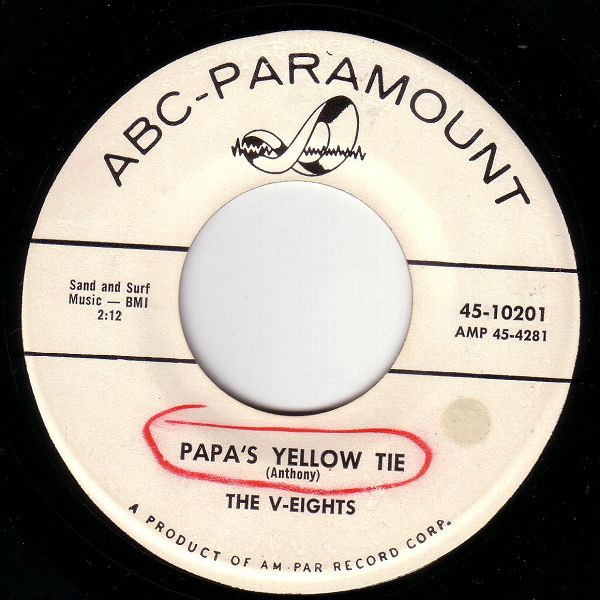 ABC-PARAMOUNT
Sand and Surf
Music — BMI
2:12
45-10201
AMP 45-4281
PAPA'S YELLOW TIE
(Anthony)
THE V-EIGHTS
A PRODUCT OF AM-PAR RECORD CORP.